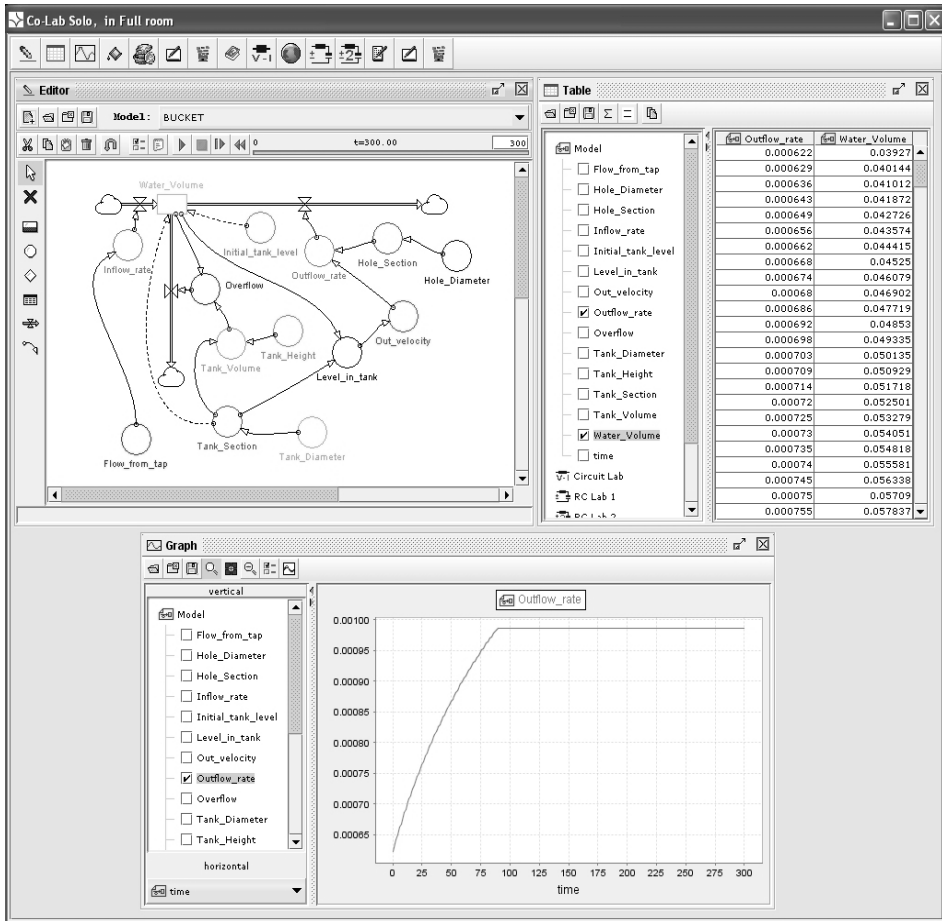 Co-Lab Solo, in Full room
Editor
Model: BUCKET
0 t=300.00 300
Water_Volume
Inflow_rate
Initial_tank_level
Outflow_rate
Hole_Section
Hole_Diameter
Overflow
Out_velocity
Tank_Volume
Tank_Height
Level_in_tank
Tank_Section
Tank_Diameter
Flow_from_tap
Table
Model
Flow_from_tap
Hole_Diameter
Hole_Section
Inflow_rate
Initial_tank_level
Level_in_tank
Out_velocity
Outflow_rate
Overflow
Tank_Diameter
Tank_Height
Tank_Section
Tank_Volume
Water_Volume
time
Circuit Lab
RC Lab 1
RC Lab 2
Outflow_rate Water_Volume
0.000622 0.03927
0.000629 0.040144
0.000636 0.041012
0.000643 0.041872
0.000649 0.042726
0.000656 0.043574
0.000662 0.044415
0.000668 0.04525
0.000674 0.046079
0.00068 0.046902
0.000686 0.047719
0.000692 0.04853
0.000698 0.049335
0.000703 0.050135
0.000709 0.050929
0.000714 0.051718
0.00072 0.052501
0.000725 0.053279
0.00073 0.054051
0.000735 0.054818
0.00074 0.055581
0.000745 0.056338
0.00075 0.05709
0.000755 0.057837
Graph
vertical
Model
Flow_from_tap
Hole_Diameter
Hole_Section
Inflow_rate
Initial_tank_level
Level_in_tank
Out_velocity
Outflow_rate
Overflow
Tank_Diameter
Tank_Height
horizontal
time
Outflow_rate
0.00100
0.00095
0.00090
0.00085
0.00080
0.00075
0.00070
0.00065
0 25 50 75 100 125 150 175 200 225 250 275 300
time